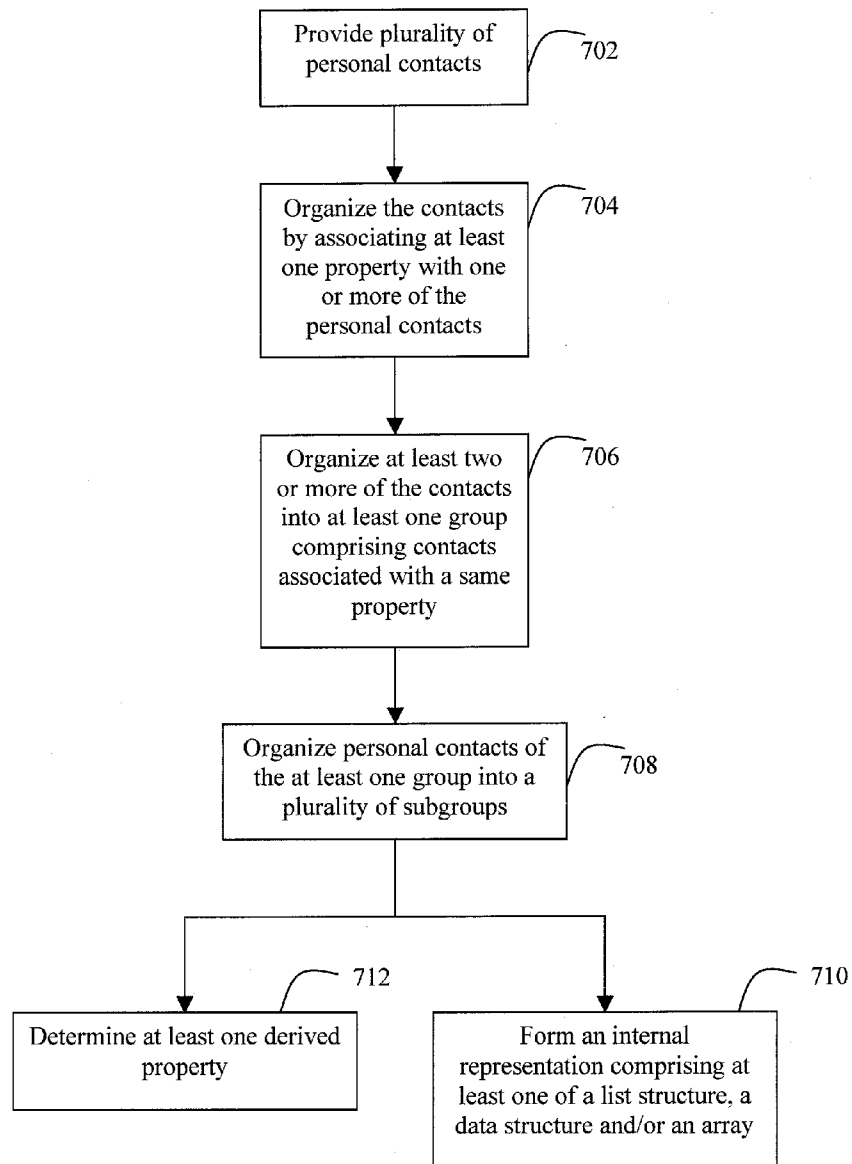 Provide plurality of
personal contacts
702
Organize the contacts
by associating at least
one property with one
or more of the
personal contacts
704
Organize at least two
or more of the contacts
into at least one group
comprising contacts
associated with a same
property
706
Organize personal contacts of
the at least one group into a
plurality of subgroups
708
712
Determine at least one derived
property
710
Form an internal
representation comprising at
least one of a list structure, a
data structure and/or an array